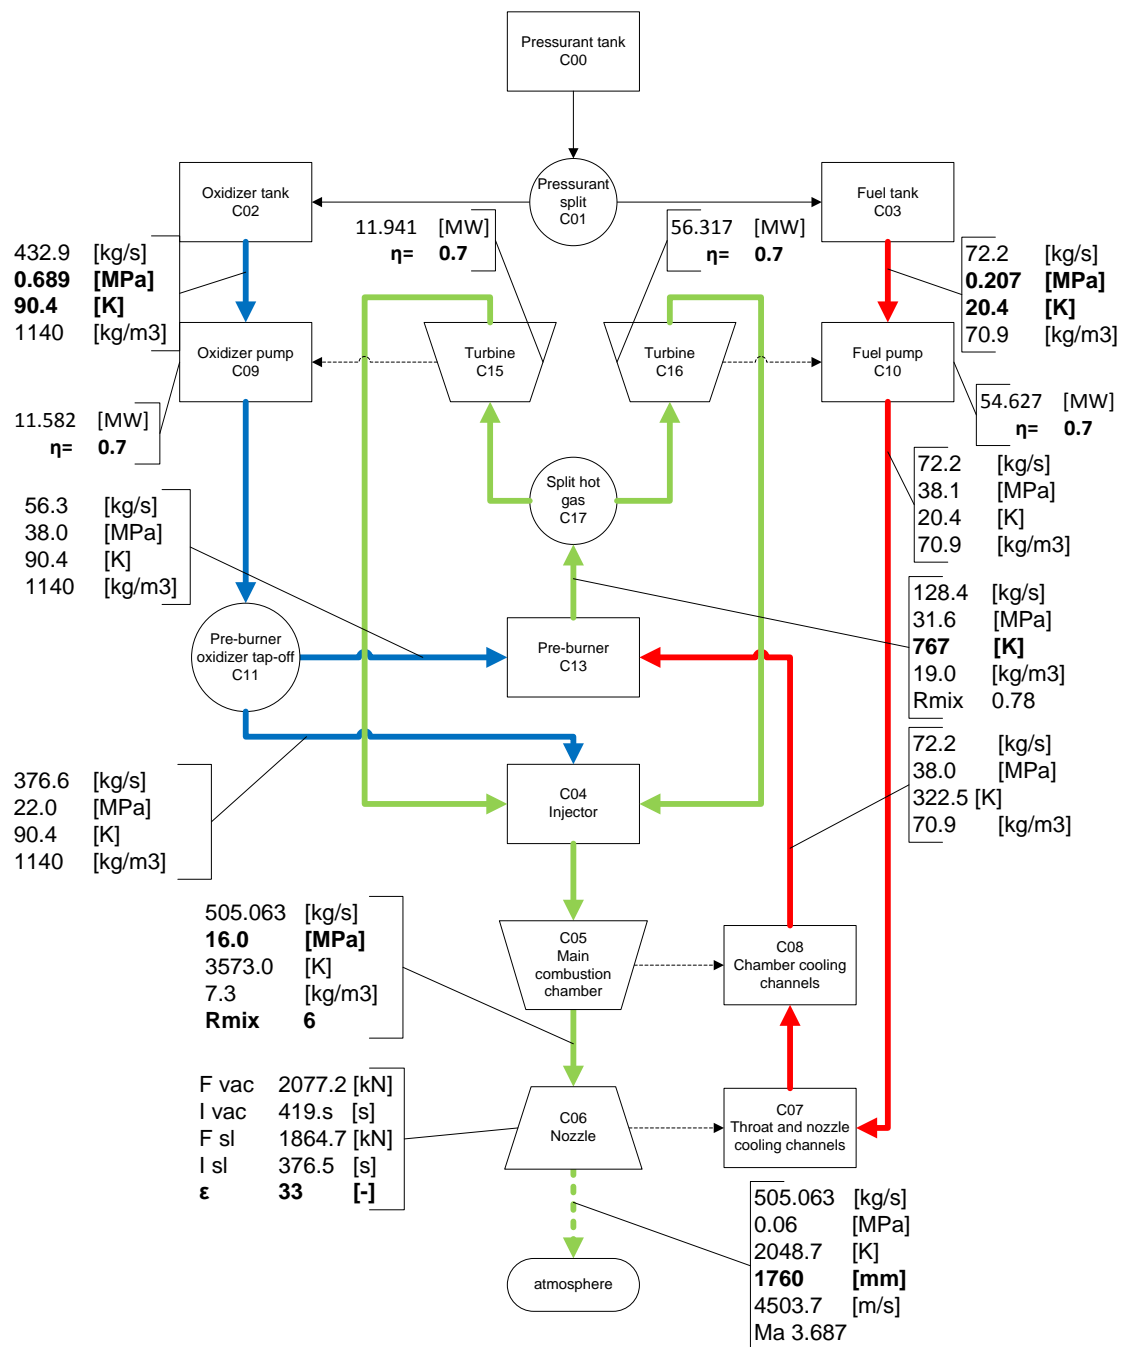 Pressurant tank
C00
Pressurant
split
C01
Oxidizer tank
C02
Fuel tank
C03
11.941 [MW]
η= 0.7
56.317 [MW]
η= 0.7
432.9 [kg/s]
0.689 [MPa]
90.4 [K]
1140 [kg/m3]
72.2 [kg/s]
0.207 [MPa]
20.4 [K]
70.9 [kg/m3]
Oxidizer pump
C09
Turbine
C15
Turbine
C16
Fuel pump
C10
11.582 [MW]
η= 0.7
54.627 [MW]
η= 0.7
72.2 [kg/s]
38.1 [MPa]
20.4 [K]
70.9 [kg/m3]
Split hot
gas
C17
56.3 [kg/s]
38.0 [MPa]
90.4 [K]
1140 [kg/m3]
128.4 [kg/s]
31.6 [MPa]
767 [K]
19.0 [kg/m3]
Rmix 0.78
Pre-burner
oxidizer tap-off
C11
Pre-burner
C13
72.2 [kg/s]
38.0 [MPa]
322.5 [K]
70.9 [kg/m3]
376.6 [kg/s]
22.0 [MPa]
90.4 [K]
1140 [kg/m3]
C04
Injector
505.063 [kg/s]
16.0 [MPa]
3573.0 [K]
7.3 [kg/m3]
Rmix 6
C05
Main
combustion
chamber
C08
Chamber cooling
channels
F vac 2077.2 [kN]
I vac 419.s [s]
F sl 1864.7 [kN]
I sl 376.5 [s]
ε 33 [-]
C06
Nozzle
C07
Throat and nozzle
cooling channels
505.063 [kg/s]
0.06 [MPa]
2048.7 [K]
1760 [mm]
4503.7 [m/s]
Ma 3.687
atmosphere